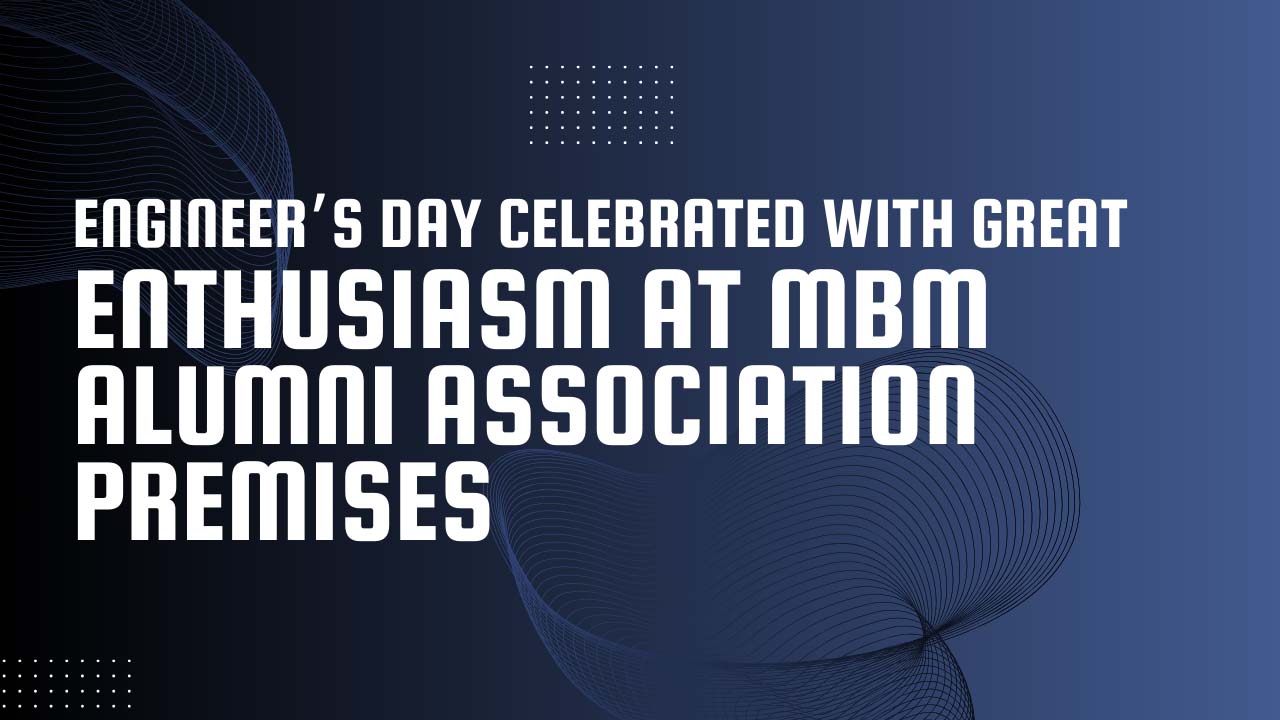 ENGINEER'S DAY CELEBRATED WITH GREAT
ENTHUSIASM AT MBM
ALUMNI ASSOCIATION
PREMISES